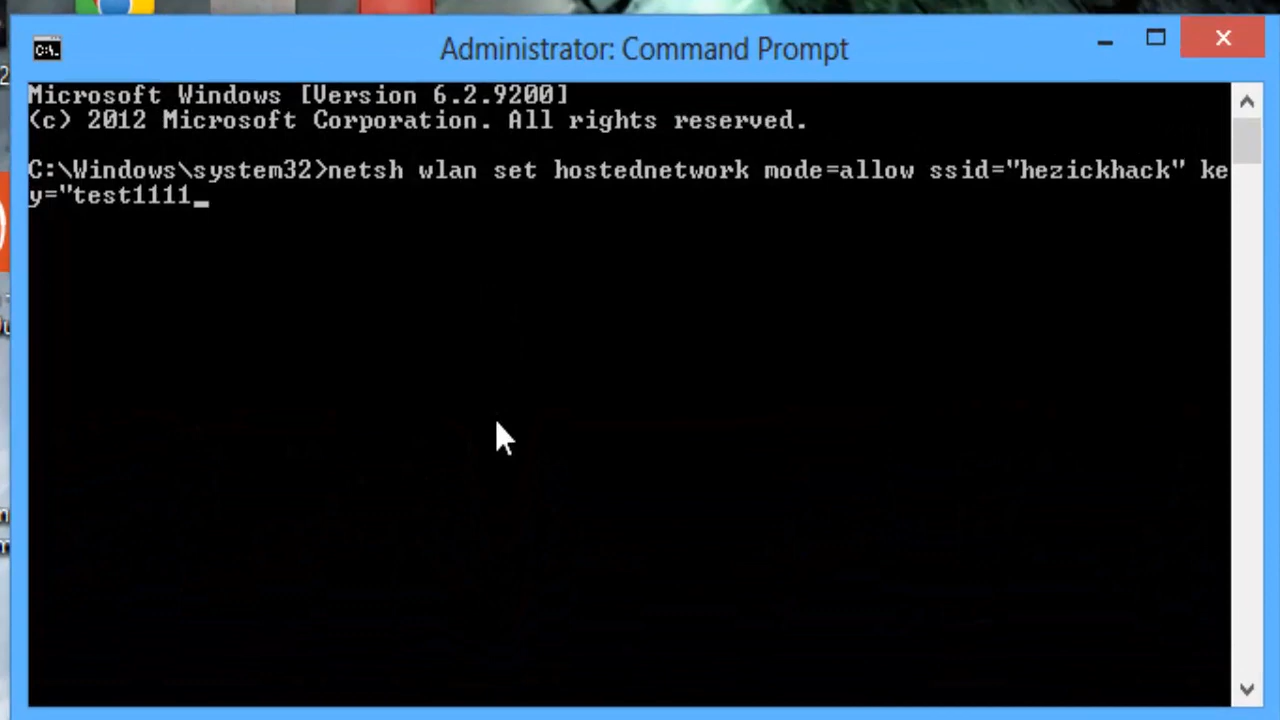 Administrator: Command Prompt
Microsoft Windows [Version 6.2.9200]
(c) 2012 Microsoft Corporation. All rights reserved.
C:\Windows\system32>netsh wlan set hostednetwork mode=allow ssid="hezickhack" ke
y="test1111_